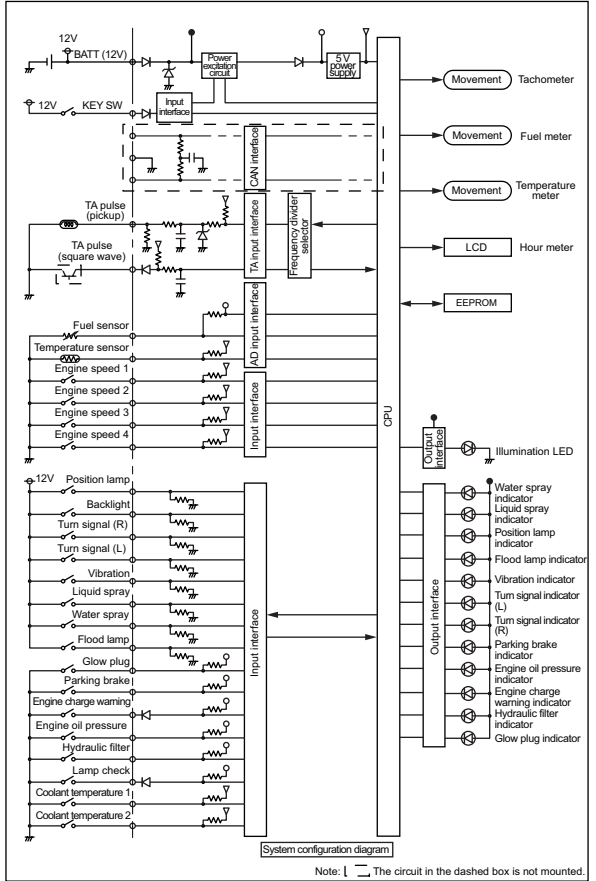 12V
BATT (12V)
Power
excitation
circuit
5 V
power
supply
12V
KEY SW
Input
interface
CAN interface
TA pulse
(pickup)
TA input interface
Frequency divider
selector
TA pulse
(square wave)
Fuel sensor
AD input interface
Temperature sensor
Engine speed 1
Engine speed 2
Engine speed 3
Engine speed 4
Input interface
12V
Position lamp
Backlight
Turn signal (R)
Turn signal (L)
Vibration
Liquid spray
Water spray
Flood lamp
Glow plug
Parking brake
Engine charge warning
Engine oil pressure
Hydraulic filter
Lamp check
Coolant temperature 1
Coolant temperature 2
Input interface
CPU
Movement
Tachometer
Movement
Fuel meter
Movement
Temperature
meter
LCD
Hour meter
EEPROM
Output
interface
Illumination LED
Output interface
Water spray
indicator
Liquid spray
indicator
Position lamp
indicator
Flood lamp indicator
Vibration indicator
Turn signal indicator
(L)
Turn signal indicator
(R)
Parking brake
indicator
Engine oil pressure
indicator
Engine charge
warning indicator
Hydraulic filter
indicator
Glow plug indicator
System configuration diagram
Note: The circuit in the dashed box is not mounted.